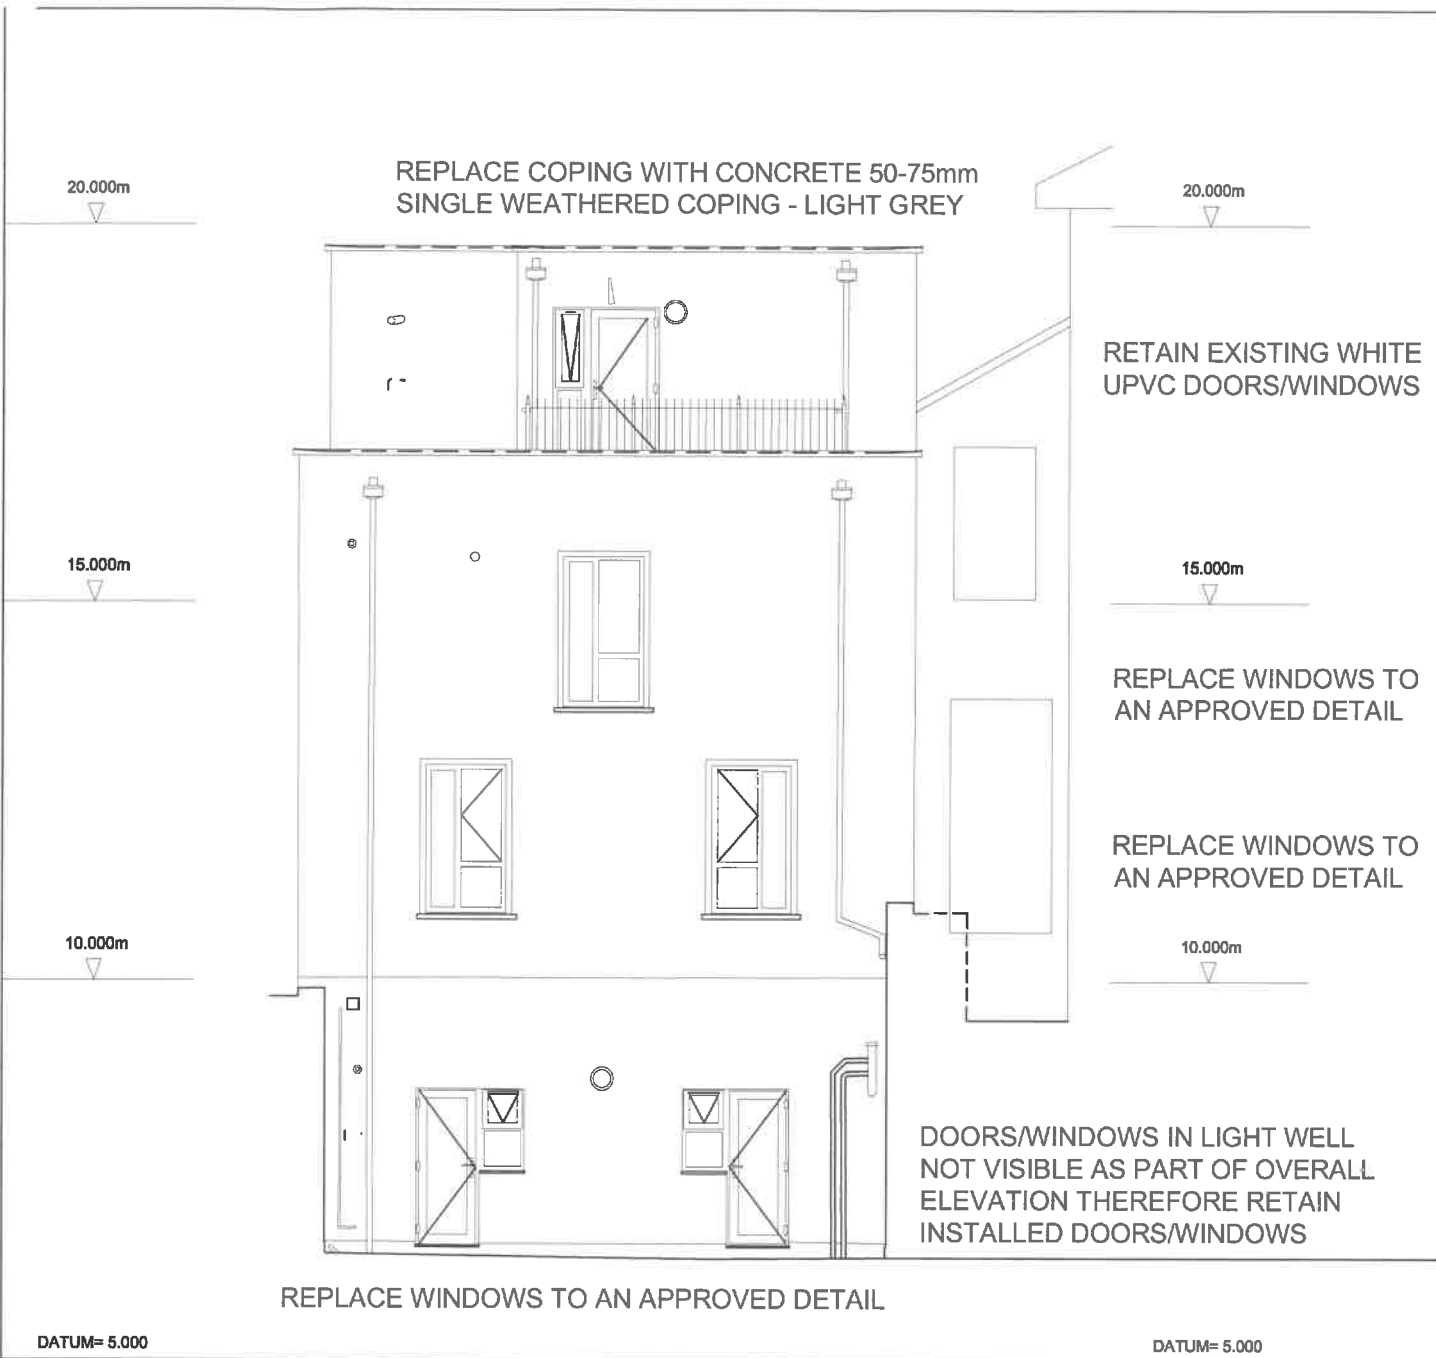 REPLACE COPING WITH CONCRETE 50-75mm
SINGLE WEATHERED COPING - LIGHT GREY
20.000m
20.000m
RETAIN EXISTING WHITE
UPVC DOORS/WINDOWS
15.000m
15.000m
REPLACE WINDOWS TO
AN APPROVED DETAIL
REPLACE WINDOWS TO
AN APPROVED DETAIL
10.000m
10.000m
DOORS/WINDOWS IN LIGHT WELL
NOT VISIBLE AS PART OF OVERALL
ELEVATION THEREFORE RETAIN
INSTALLED DOORS/WINDOWS
REPLACE WINDOWS TO AN APPROVED DETAIL
DATUM= 5.000
DATUM= 5.000